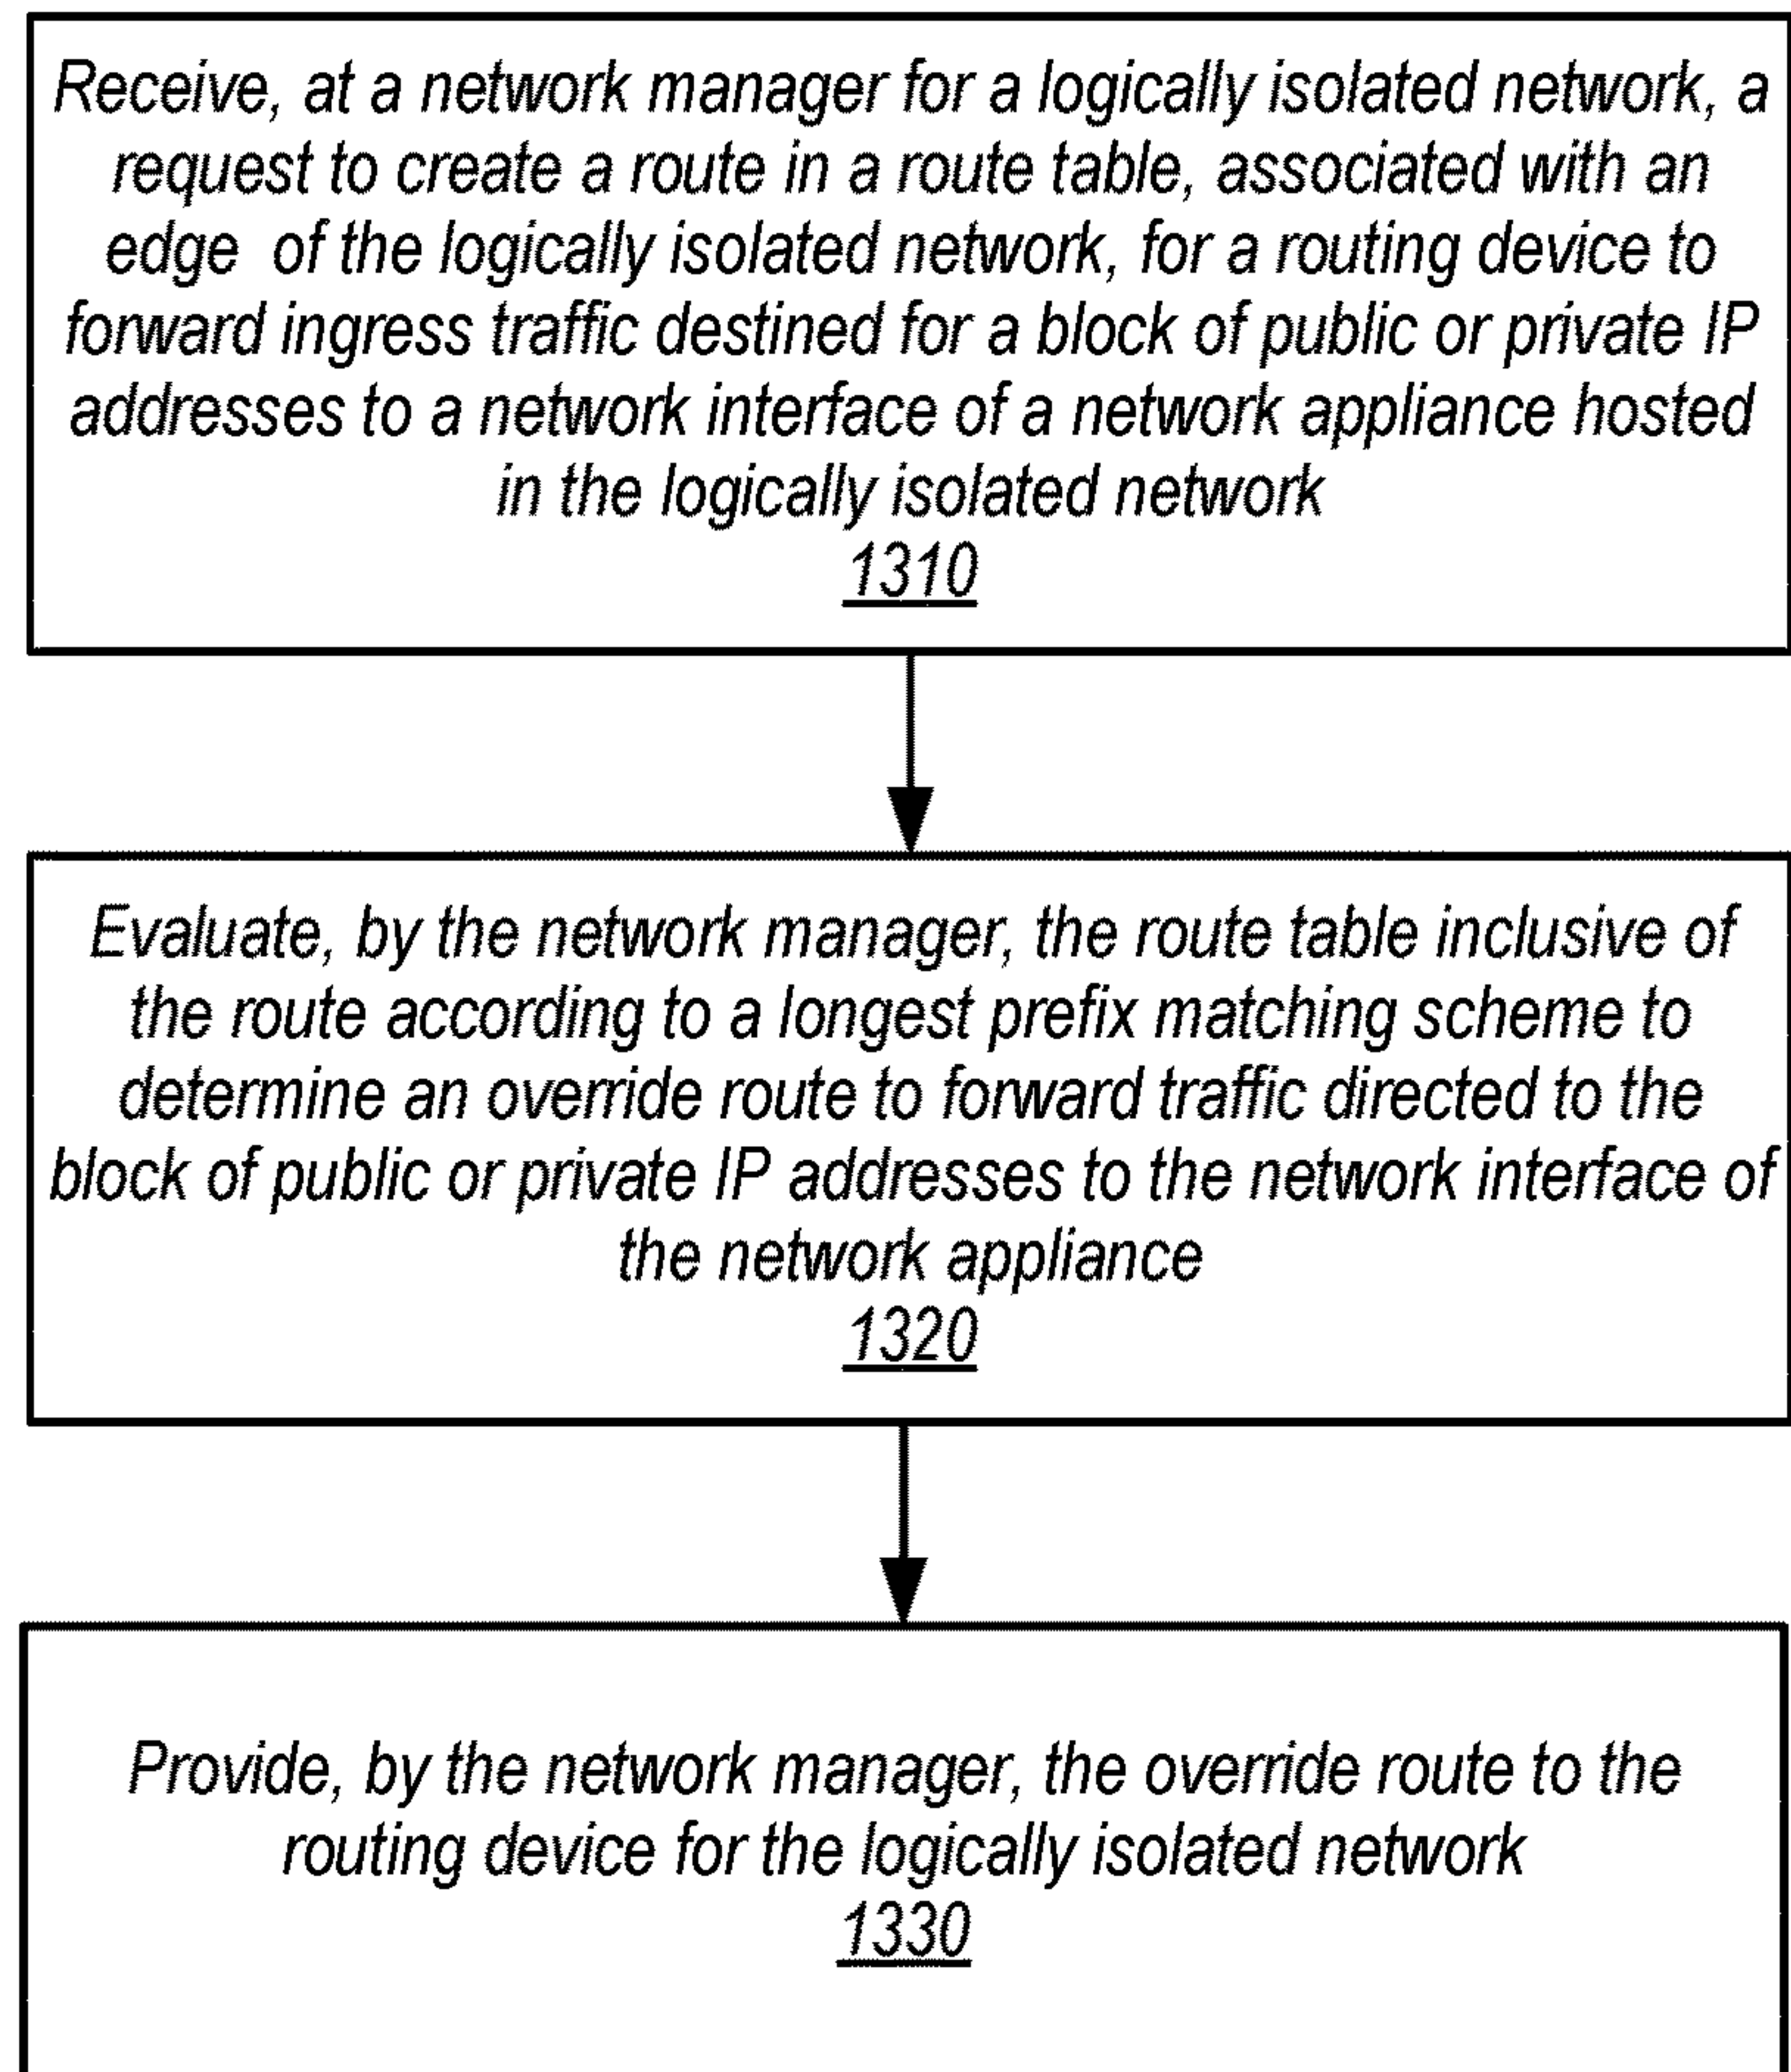 Receive, at a network manager for a logically isolated network, a
request to create a route in a route table, associated with an
edge of the logically isolated network, for a routing device to
forward ingress traffic destined for a block of public or private IP
addresses to a network interface of a network appliance hosted
in the logically isolated network
1310
Evaluate, by the network manager, the route table inclusive of
the route according to a longest prefix matching scheme to
determine an override route to forward traffic directed to the
block of public or private IP addresses to the network interface of
the network appliance
1320
Provide, by the network manager, the override route to the
routing device for the logically isolated network
1330